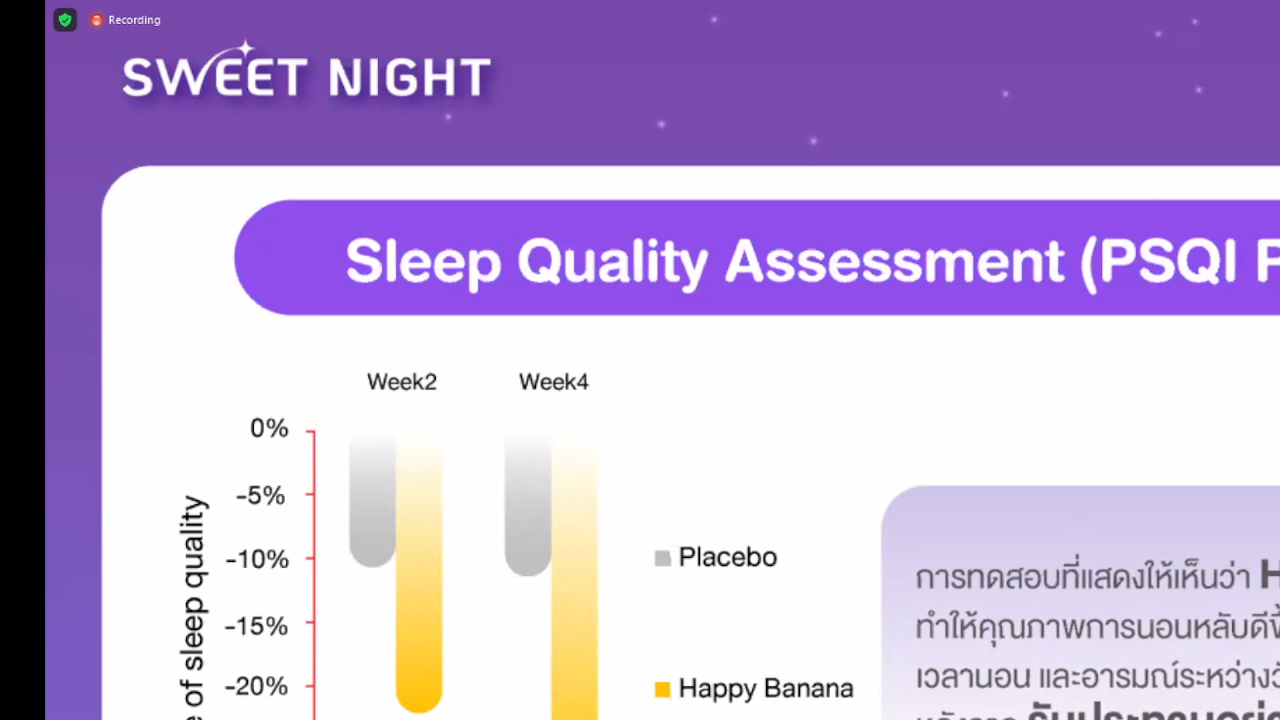 Recording
SWEET NIGHT
Sleep Quality Assessment (PSQI
Week2 Week4
0%
-5%
-10%
-15%
-20%
of sleep quality
Placebo
Happy Banana
การทดสอบที่แสดงให้เห็นว่า H
ทำให้คุณภาพการนอนหลับดี
เวลานอน และอารมณ์ระหว่าง